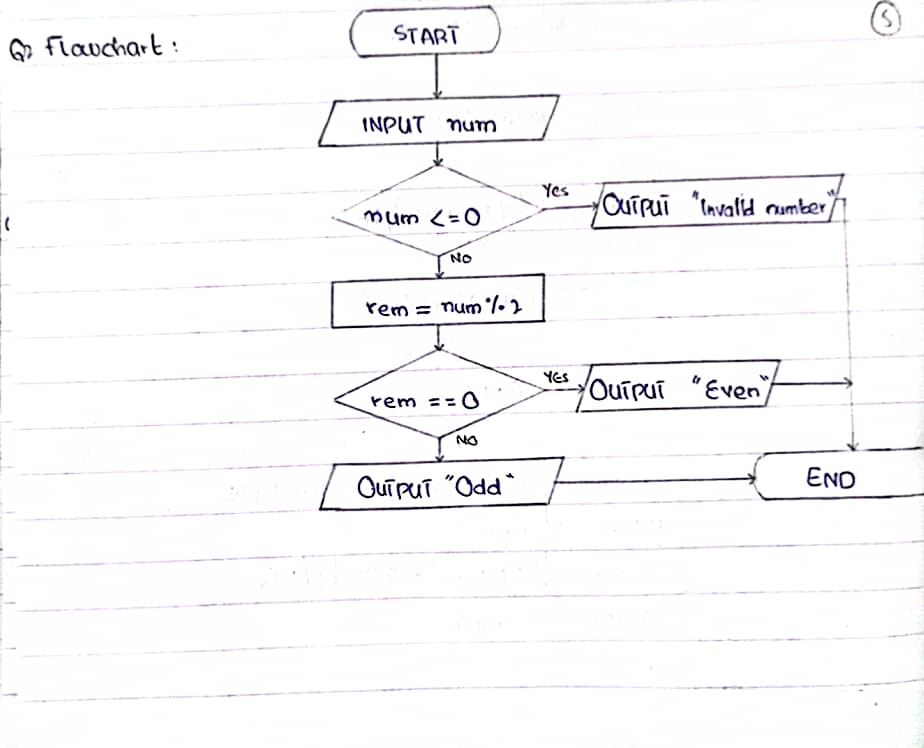 5
Q2 Flowchart :
START
INPUT num
num <= 0
Yes
OUTPUT "Invalid number"
NO
rem = num % 2
rem == 0
YES
OUTPUT "Even"
NO
OUTPUT "Odd"
END